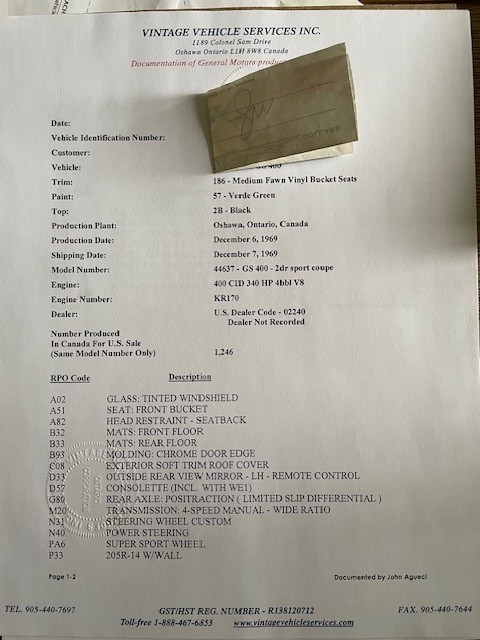 VINTAGE VEHICLE SERVICES INC.
1189 Colonel Sam Drive
Oshawa Ontario L1H 8W8 Canada
Documentation of General Motors produc
Date:
Vehicle Identification Number:
Customer:
Vehicle: GS 400
Trim: 186 - Medium Fawn Vinyl Bucket Seats
Paint: 57 - Verde Green
Top: 2B - Black
Production Plant: Oshawa, Ontario, Canada
Production Date: December 6, 1969
Shipping Date: December 7, 1969
Model Number: 44637 - GS 400 - 2dr sport coupe
Engine: 400 CID 340 HP 4bbl V8
Engine Number: KR170
Dealer: U.S. Dealer Code - 02240
Dealer Not Recorded
Number Produced
In Canada For U.S. Sale
(Same Model Number Only) 1,246
RPO Code Description
A02 GLASS: TINTED WINDSHIELD
A51 SEAT: FRONT BUCKET
A82 HEAD RESTRAINT - SEATBACK
B32 MATS: FRONT FLOOR
B33 MATS: REAR FLOOR
B93 MOLDING: CHROME DOOR EDGE
C08 EXTERIOR SOFT TRIM ROOF COVER
D33 OUTSIDE REAR VIEW MIRROR - LH - REMOTE CONTROL
D57 CONSOLETTE (INCL. WITH WE1)
G80 REAR AXLE: POSITRACTION ( LIMITED SLIP DIFFERENTIAL )
M20 TRANSMISSION: 4-SPEED MANUAL - WIDE RATIO
N31 STEERING WHEEL CUSTOM
N40 POWER STEERING
PA6 SUPER SPORT WHEEL
P33 205R-14 W/WALL
Page 1-2 Documented by John Agueci
TEL. 905-440-7697 GST/HST REG. NUMBER - R138120712 FAX. 905-440-7644
Toll-free 1-888-467-6853 www.vintagevehicleservices.com